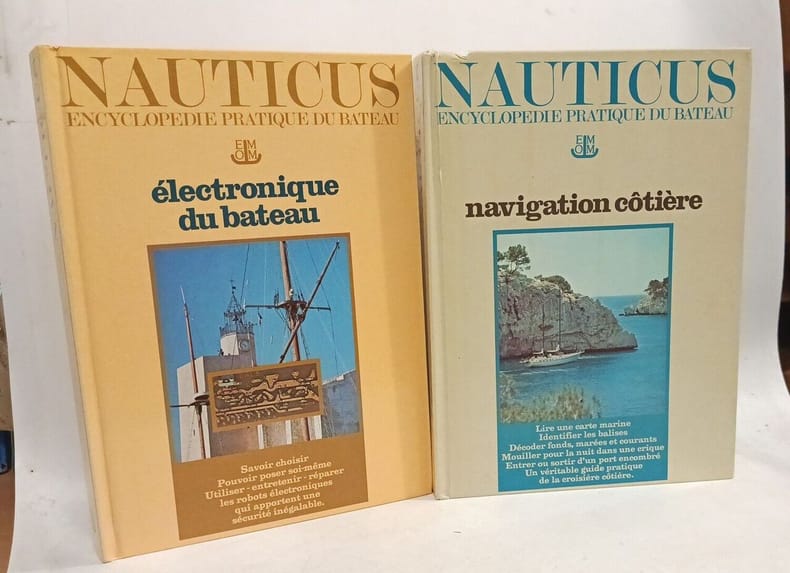 NAUTICUS
ENCYCLOPEDIE PRATIQUE DU BATEAU
EMOM
électronique
du bateau
Savoir choisir
Pouvoir poser soi-même
Utiliser - entretenir - réparer
les robots électroniques
qui apportent une
sécurité inégalable.
NAUTICUS
ENCYCLOPEDIE PRATIQUE DU BATEAU
EMOM
navigation côtière
Lire une carte marine
Identifier les balises
Décoder fonds, marées et courants
Mouiller pour la nuit dans une crique
Entrer ou sortir d'un port encombré
Un véritable guide pratique
de la croisière côtière.